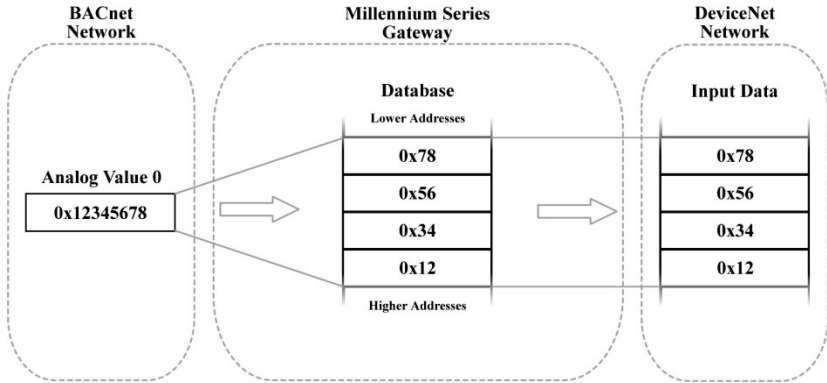 BACnet
Network
Millennium Series
Gateway
DeviceNet
Network
Database
Input Data
Lower Addresses
Analog Value 0
0x12345678
0x78
0x56
0x34
0x12
0x78
0x56
0x34
0x12
Higher Addresses